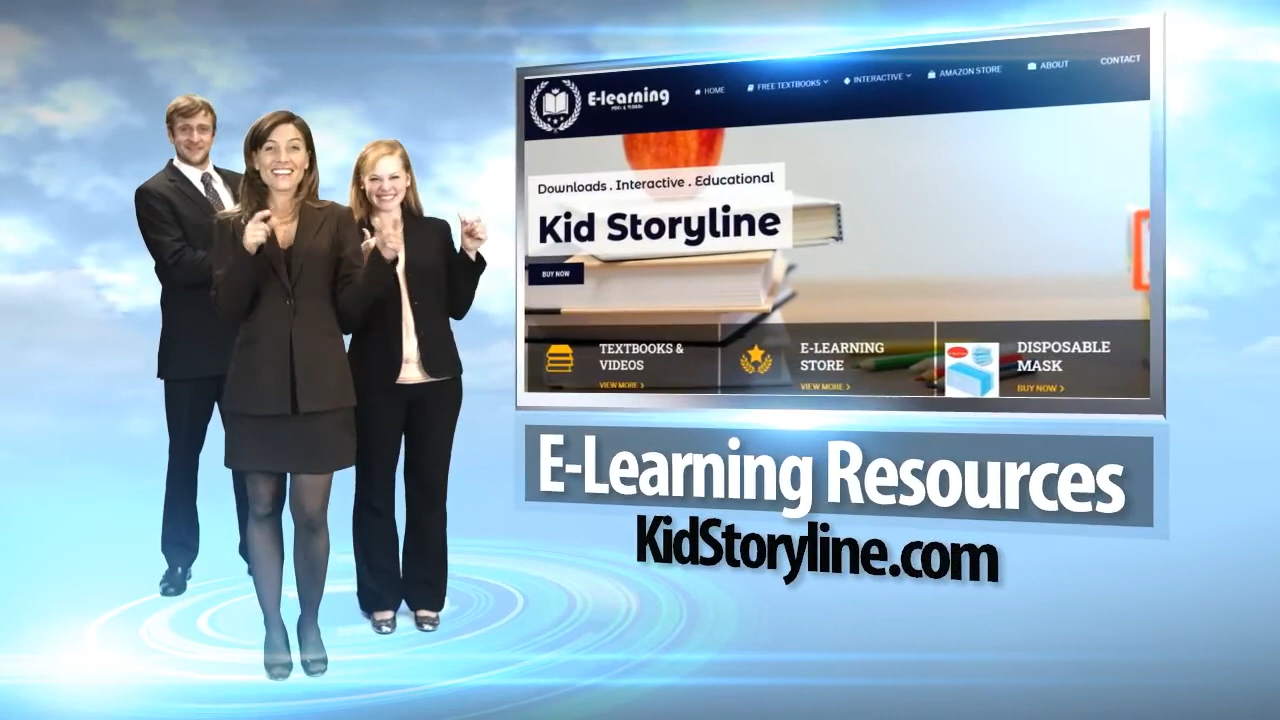 E-learning
HOME
FREE TEXTBOOKS
INTERACTIVE
AMAZON STORE
ABOUT
CONTACT
Downloads . Interactive . Educational
Kid Storyline
BUY NOW
TEXTBOOKS &
VIDEOS
VIEW MORE >
E-LEARNING
STORE
VIEW MORE >
DISPOSABLE
MASK
BUY NOW >
E-Learning Resources
KidStoryline.com